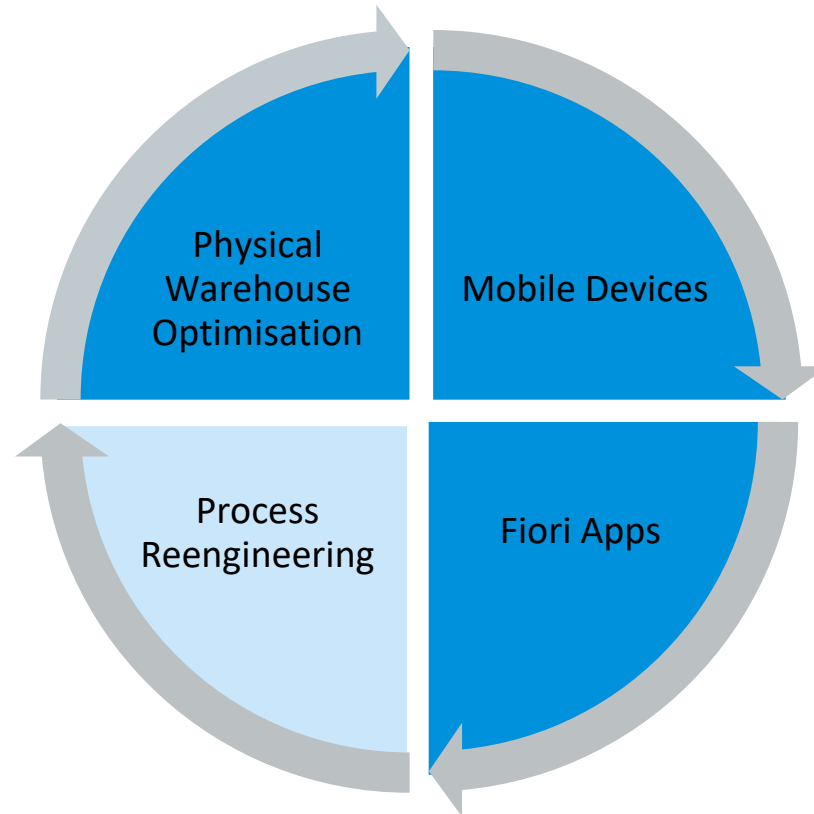 Physical
Warehouse
Optimisation
Mobile Devices
Process
Reengineering
Fiori Apps